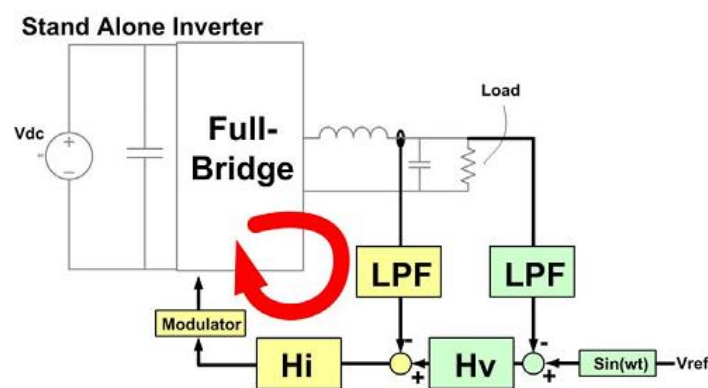 Stand Alone Inverter
Vdc
+
−
Full-
Bridge
Load
LPF
LPF
Modulator
Hi
-
+
Hv
-
+
Sin(wt)
Vref